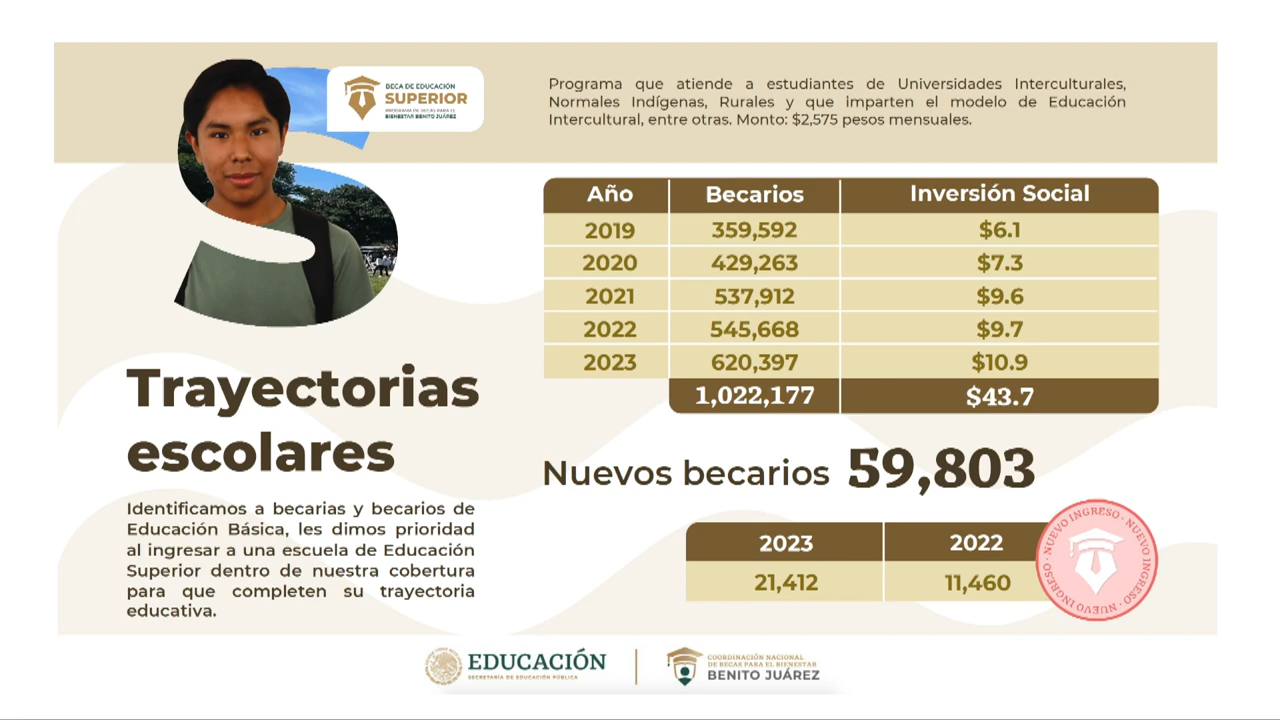 BECA DE EDUCACIÓN
SUPERIOR
BIENESTAR BENITO JUÁREZ
Programa que atiende a estudiantes de Universidades Interculturales,
Normales Indígenas, Rurales y que imparten el modelo de Educación
Intercultural, entre otras. Monto: $2,575 pesos mensuales.
Año Becarios Inversión Social
2019 359,592 $6.1
2020 429,263 $7.3
2021 537,912 $9.6
2022 545,668 $9.7
2023 620,397 $10.9
1,022,177 $43.7
Trayectorias
escolares
Identificamos a becarias y becarios de
Educación Básica, les dimos prioridad
al ingresar a una escuela de Educación
Superior dentro de nuestra cobertura
para que completen su trayectoria
educativa.
Nuevos becarios 59,803
2023 2022
21,412 11,460
NUEVO INGRESO · NUEVO INGRESO · NUEVO INGRESO ·
EDUCACIÓN
SECRETARÍA DE EDUCACIÓN PÚBLICA
COORDINACIÓN NACIONAL
DE BECAS PARA EL BIENESTAR
BENITO JUÁREZ